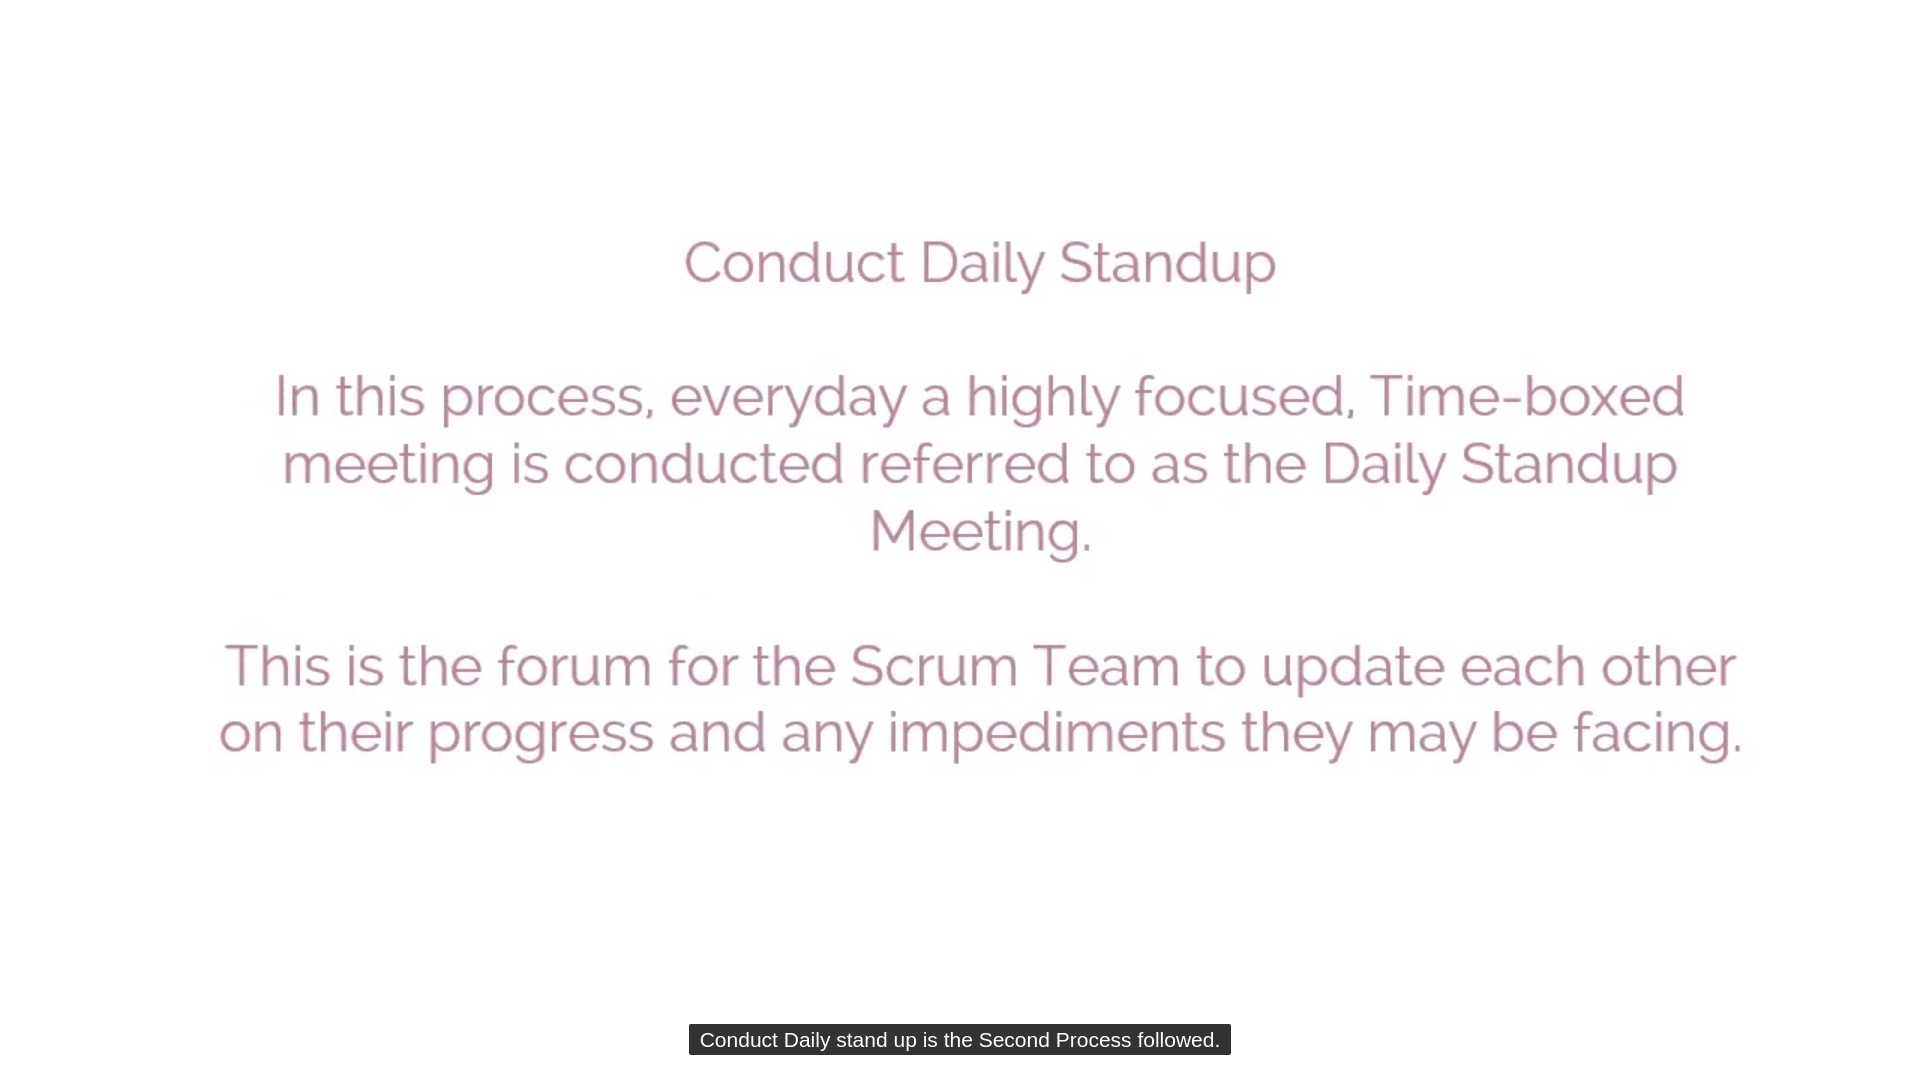 Conduct Daily Standup
In this process, everyday a highly focused, Time-boxed
meeting is conducted referred to as the Daily Standup
Meeting.
This is the forum for the Scrum Team to update each other
on their progress and any impediments they may be facing.
Conduct Daily stand up is the Second Process followed.